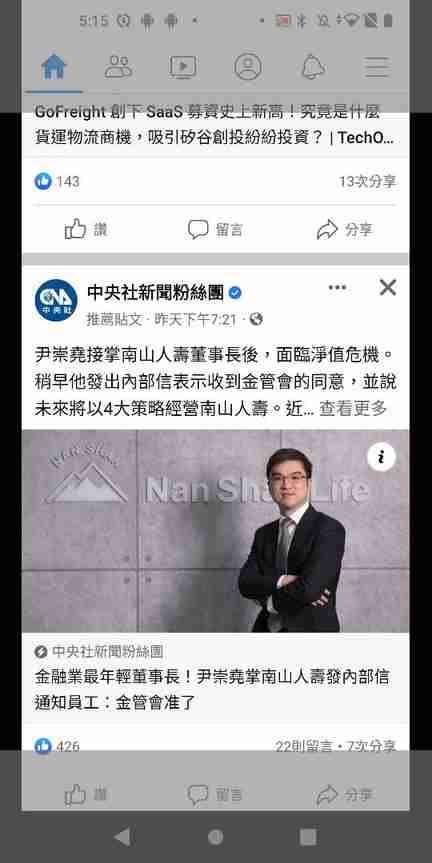 5:15
GoFreight 創下 SaaS 募資史上新高！究竟是什麼
貨運物流商機，吸引矽谷創投紛紛投資？ | TechO...
143
13次分享
讚
留言
分享
CNA
中央社
中央社新聞粉絲團
推薦貼文 · 昨天下午7:21 ·
尹崇堯接掌南山人壽董事長後，面臨淨值危機。
稍早他發出內部信表示收到金管會的同意，並說
未來將以4大策略經營南山人壽。近... 查看更多
Nan Shan
Nan Shan Life
中央社新聞粉絲團
金融業最年輕董事長！尹崇堯掌南山人壽發內部信
通知員工：金管會准了
426
22則留言 · 7次分享
讚
留言
分享